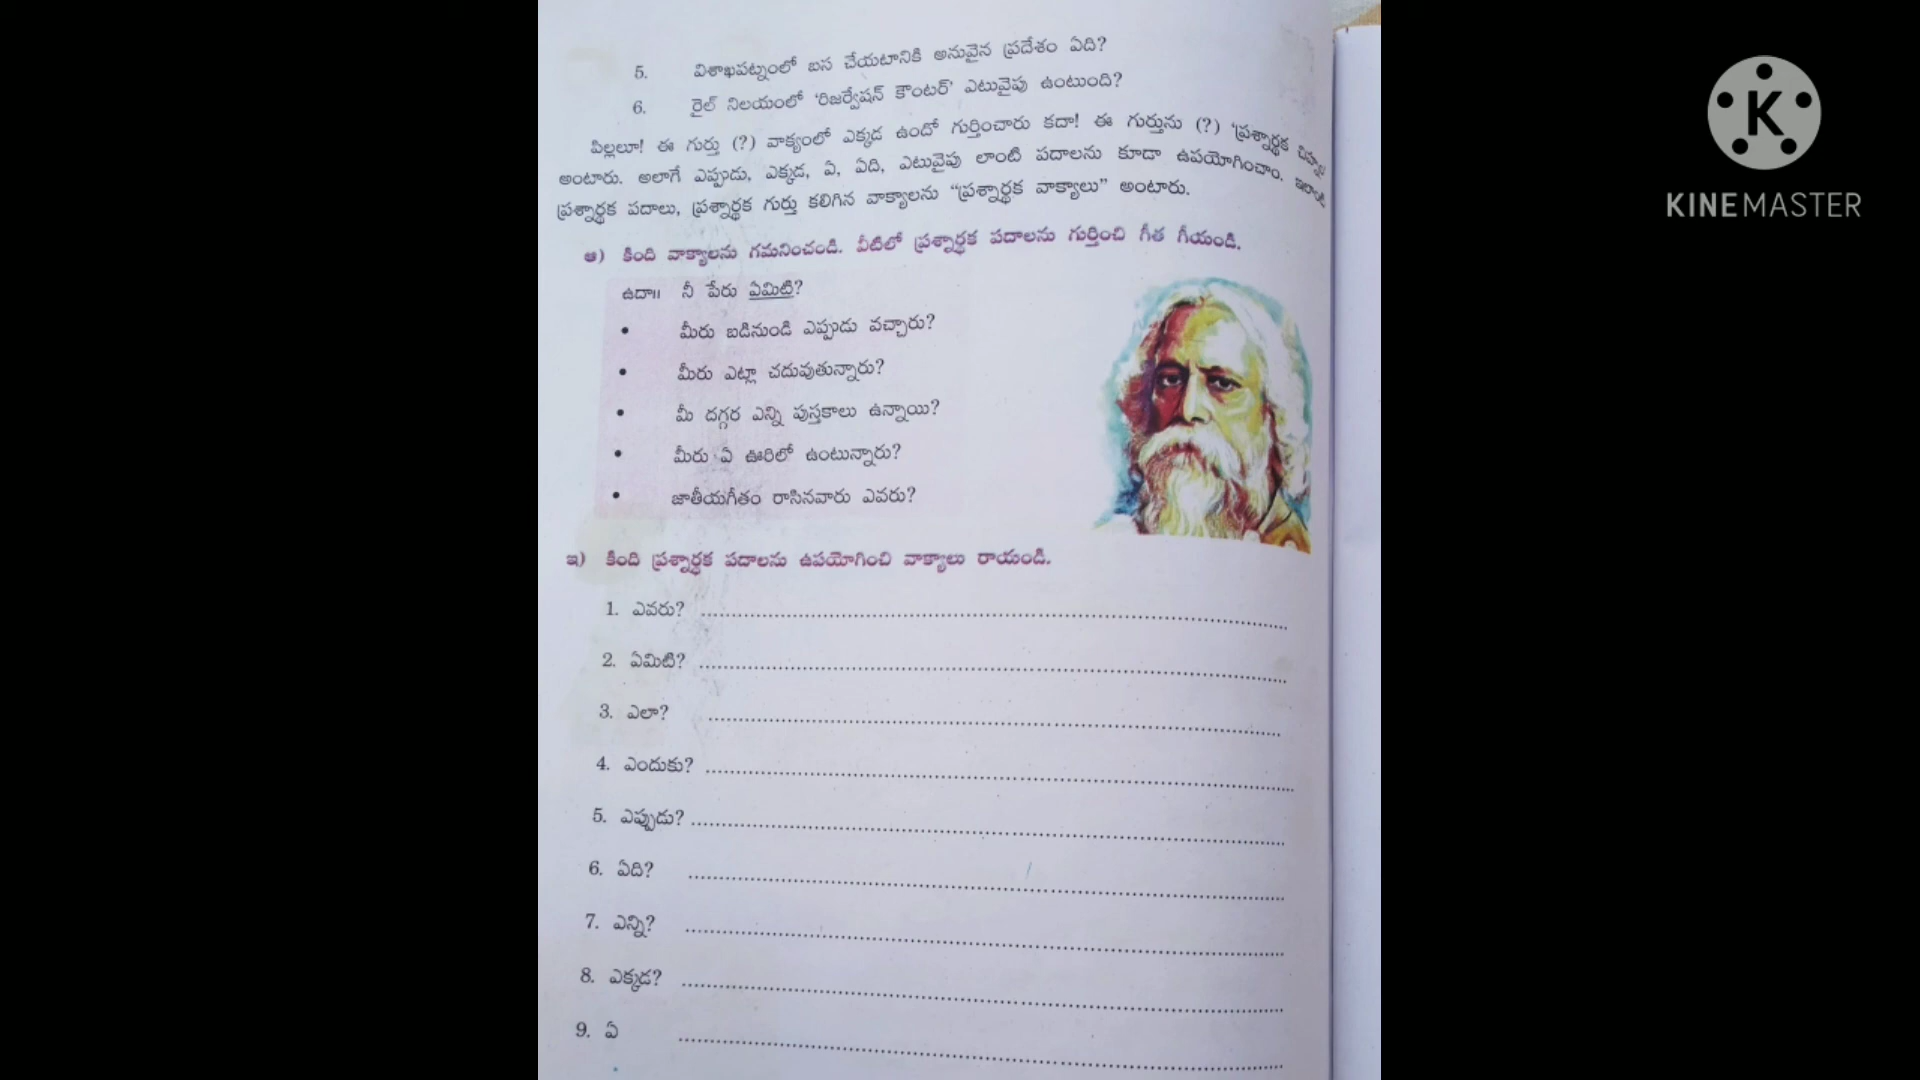 5. విశాఖపట్నంలో బస చేయటానికి అనువైన ప్రదేశం ఏది?
6. రైల్ నిలయంలో 'రిజర్వేషన్ కౌంటర్' ఎటువైపు ఉంటుంది?
పిల్లలూ! ఈ గుర్తు (?) వాక్యంలో ఎక్కడ ఉందో గుర్తించారు కదా! ఈ గుర్తును (?) 'ప్రశ్నార్థక చిహ్నం
అంటారు. అలాగే ఎప్పుడు, ఎక్కడ, ఏ, ఏది, ఎటువైపు లాంటి పదాలను కూడా ఉపయోగించాం. ఇలాంటి
ప్రశ్నార్థక పదాలు, ప్రశ్నార్థక గుర్తు కలిగిన వాక్యాలను "ప్రశ్నార్థక వాక్యాలు" అంటారు.
ఆ) కింది వాక్యాలను గమనించండి. వీటిలో ప్రశ్నార్థక పదాలను గుర్తించి గీత గీయండి.
ఉదా॥ నీ పేరు ఏమిటి?
• మీరు బడినుండి ఎప్పుడు వచ్చారు?
• మీరు ఎట్లా చదువుతున్నారు?
• మీ దగ్గర ఎన్ని పుస్తకాలు ఉన్నాయి?
• మీరు ఏ ఊరిలో ఉంటున్నారు?
• జాతీయగీతం రాసినవారు ఎవరు?
ఇ) కింది ప్రశ్నార్థక పదాలను ఉపయోగించి వాక్యాలు రాయండి.
1. ఎవరు?
2. ఏమిటి?
3. ఎలా?
4. ఎందుకు?
5. ఎప్పుడు?
6. ఏది?
7. ఎన్ని?
8. ఎక్కడ?
9. ఏ
K
KINEMASTER